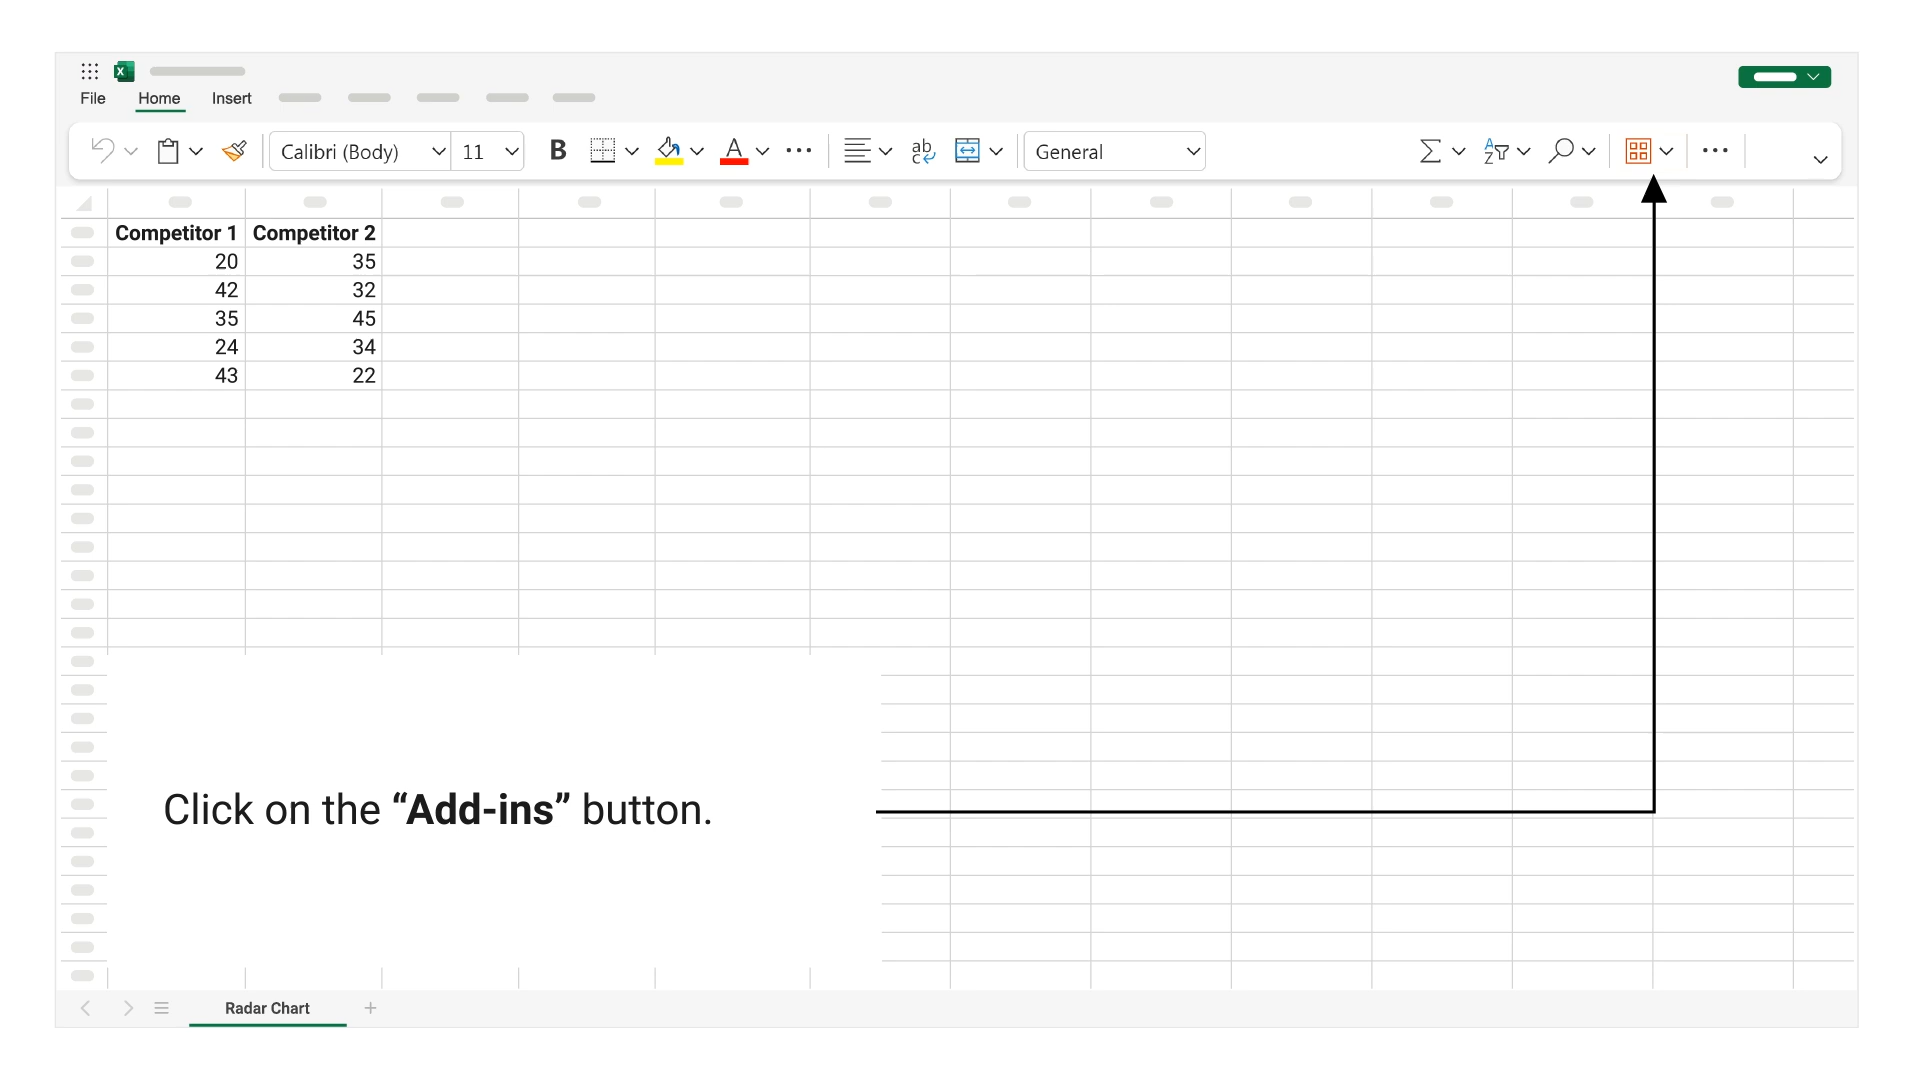 File Home Insert
Calibri (Body) 11 B A ab c General A Z
Competitor 1 Competitor 2
20 35
42 32
35 45
24 34
43 22
Click on the “Add-ins” button.
Radar Chart